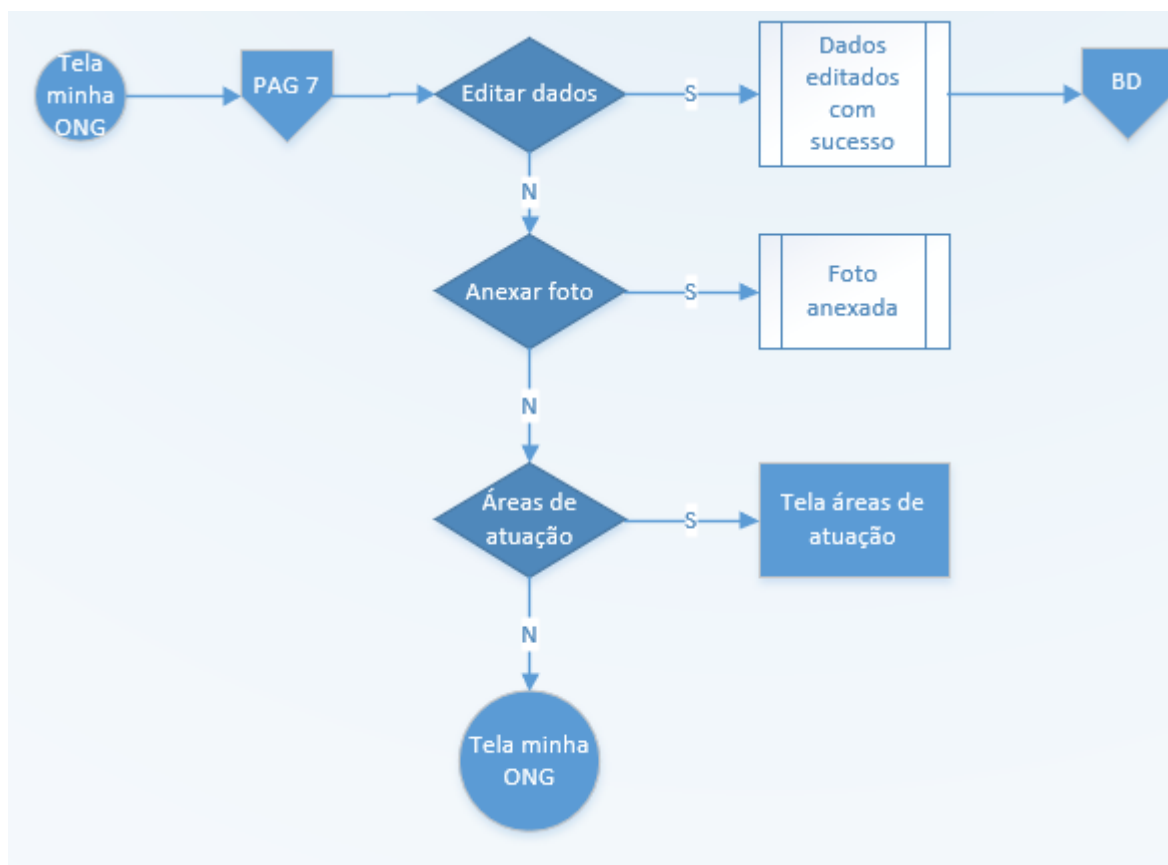 Tela
minha
ONG
PAG 7
Editar dados
S
Dados
editados
com
sucesso
BD
N
Anexar foto
S
Foto
anexada
N
Áreas de
atuação
S
Tela áreas de
atuação
N
Tela minha
ONG